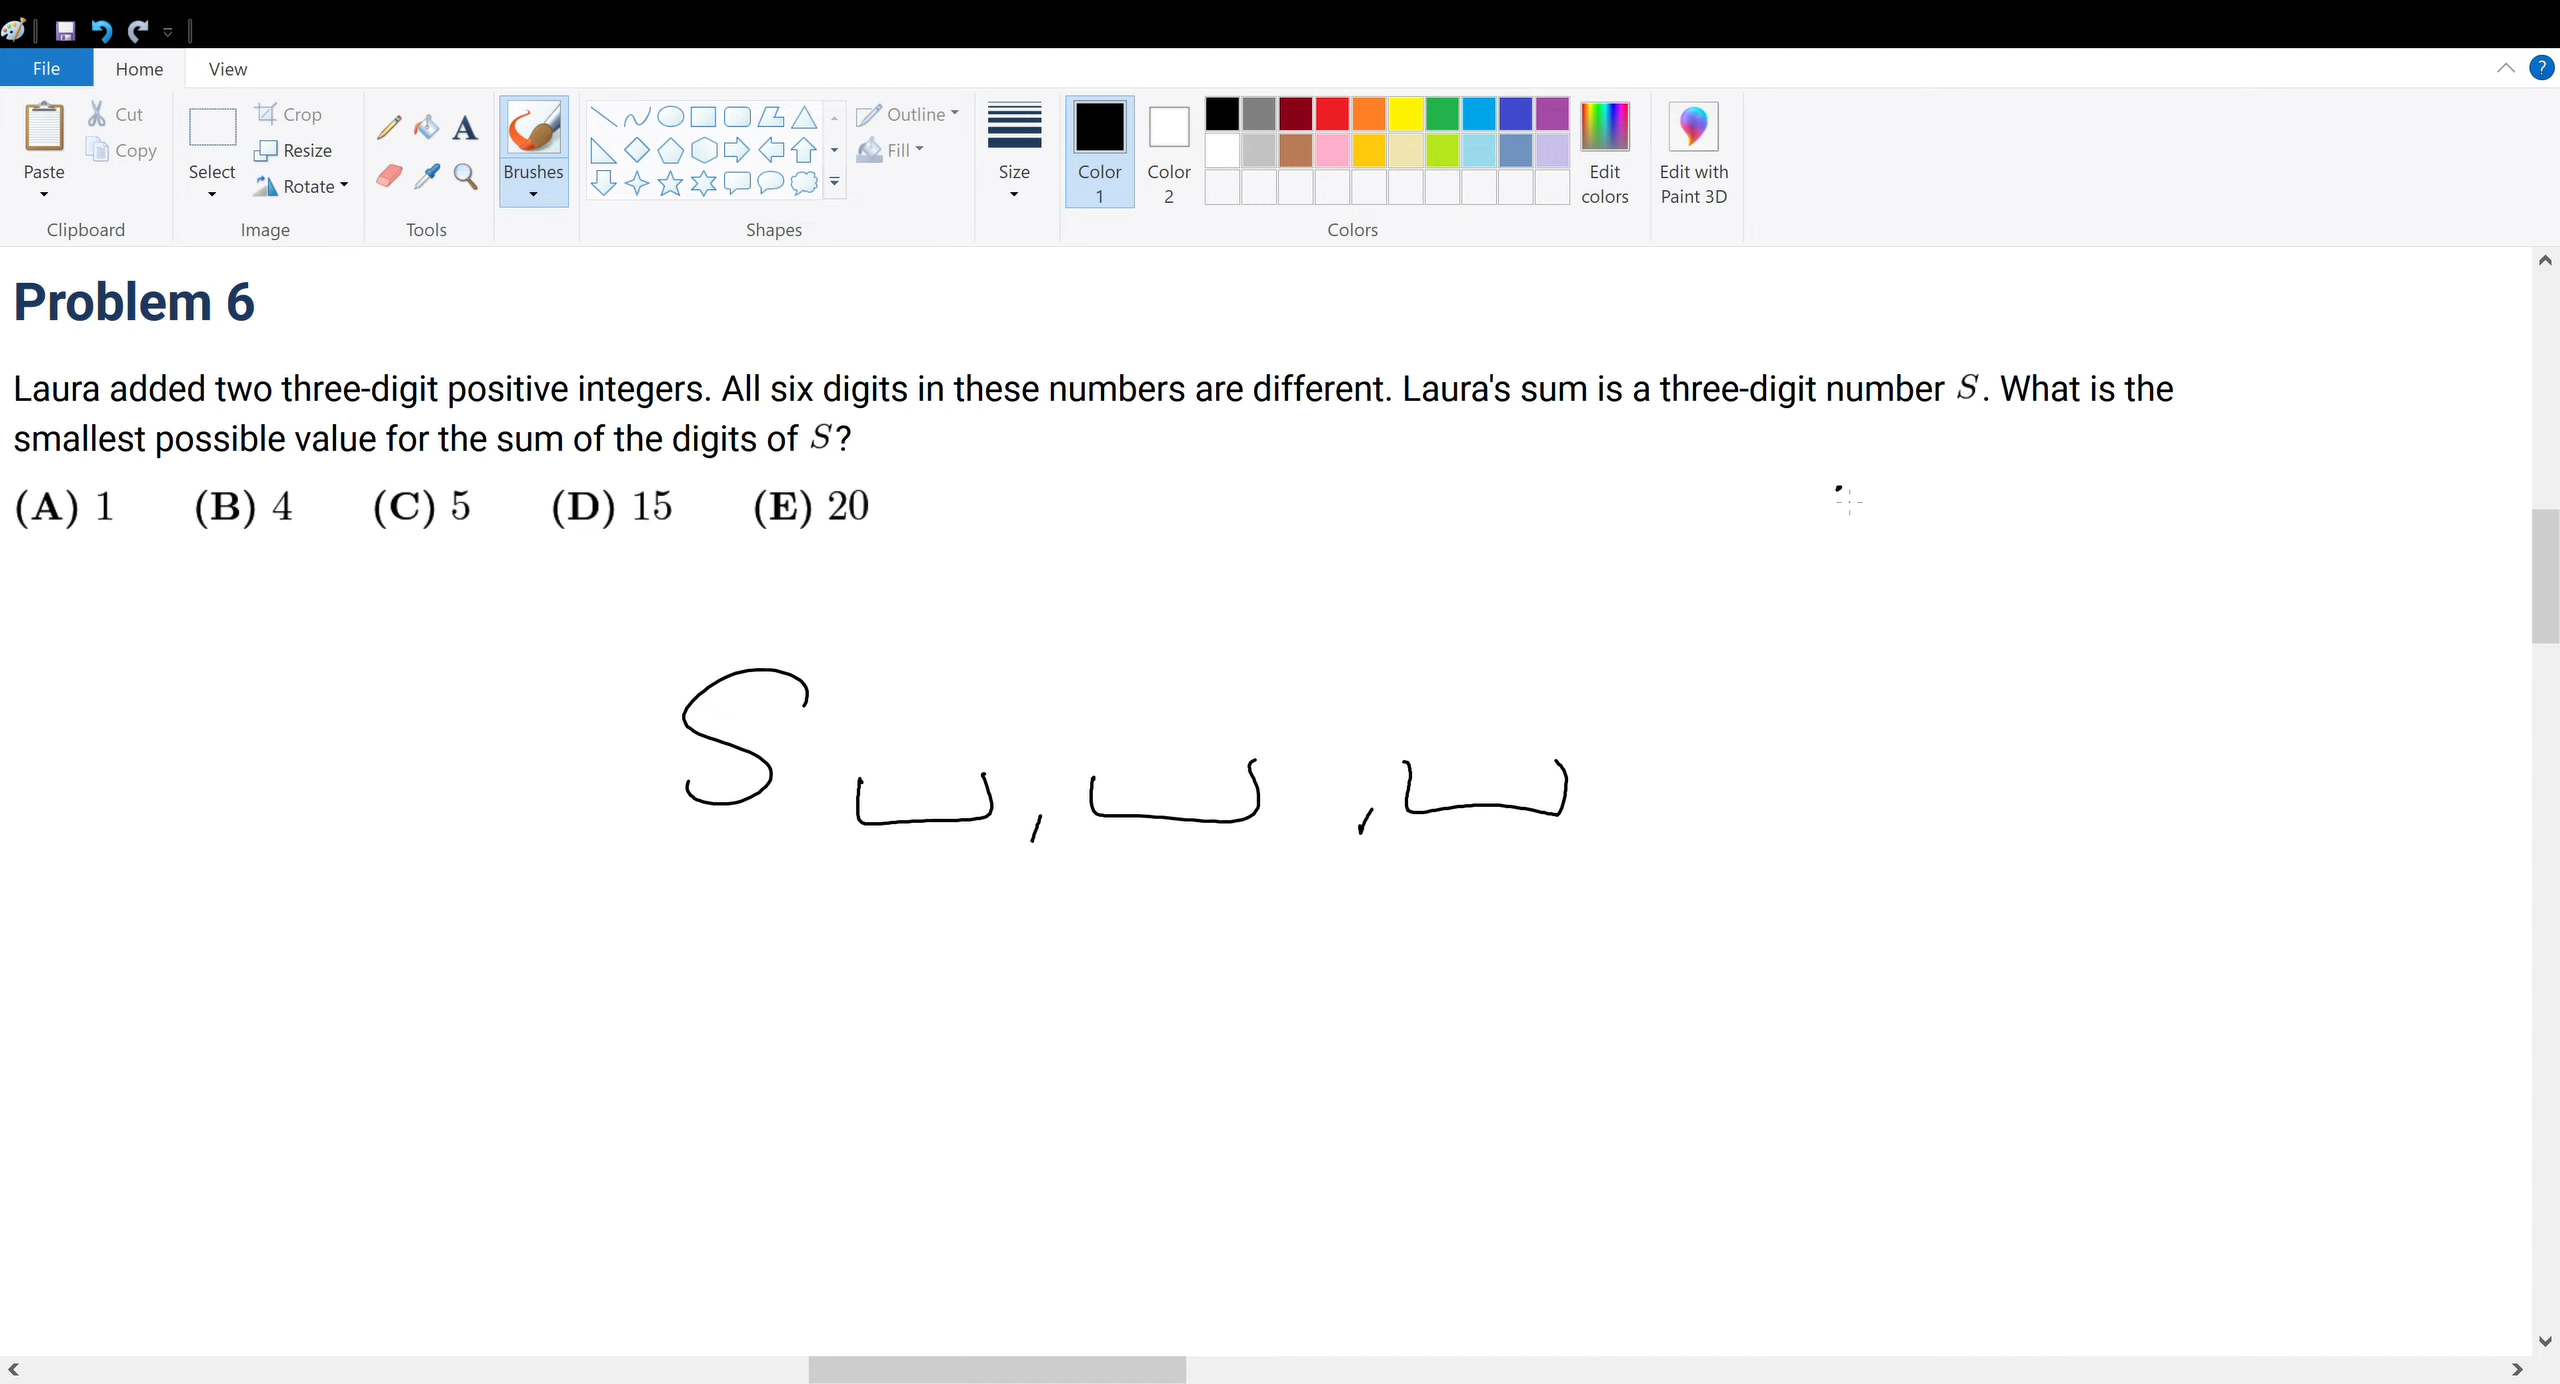 File Home View
Paste Cut Copy Select Crop Resize Rotate Brushes Outline Fill Size Color 1 Color 2 Edit colors Edit with Paint 3D
Clipboard Image Tools Shapes Colors
Problem 6
Laura added two three-digit positive integers. All six digits in these numbers are different. Laura's sum is a three-digit number S. What is the
smallest possible value for the sum of the digits of S?
(A) 1 (B) 4 (C) 5 (D) 15 (E) 20
S , ,